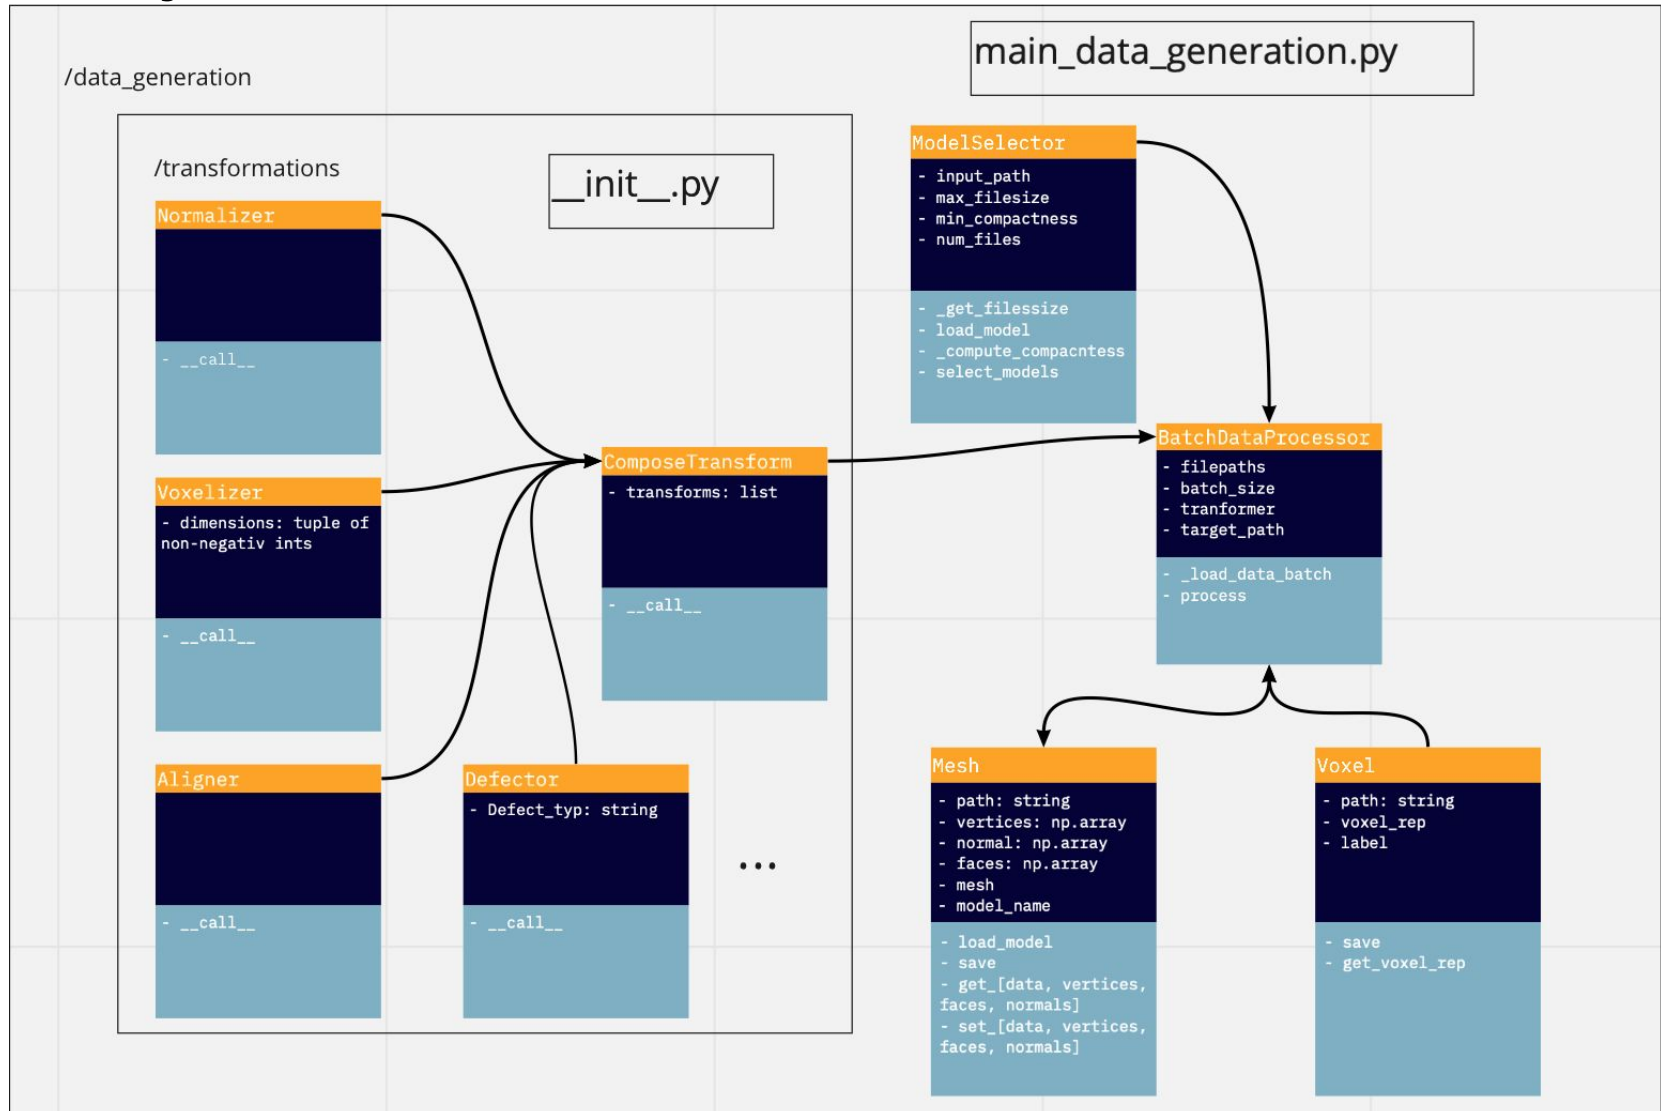 main_data_generation.py
/data_generation
/transformations
__init__.py
Normalizer
- __call__
Voxelizer
- dimensions: tuple of
non-negativ ints
- __call__
Aligner
- __call__
Defector
- Defect_typ: string
- __call__
...
ComposeTransform
- transforms: list
- __call__
ModelSelector
- input_path
- max_filesize
- min_compactness
- num_files
- _get_filessize
- load_model
- _compute_compacntess
- select_models
BatchDataProcessor
- filepaths
- batch_size
- tranformer
- target_path
- _load_data_batch
- process
Mesh
- path: string
- vertices: np.array
- normal: np.array
- faces: np.array
- mesh
- model_name
- load_model
- save
- get_[data, vertices,
faces, normals]
- set_[data, vertices,
faces, normals]
Voxel
- path: string
- voxel_rep
- label
- save
- get_voxel_rep